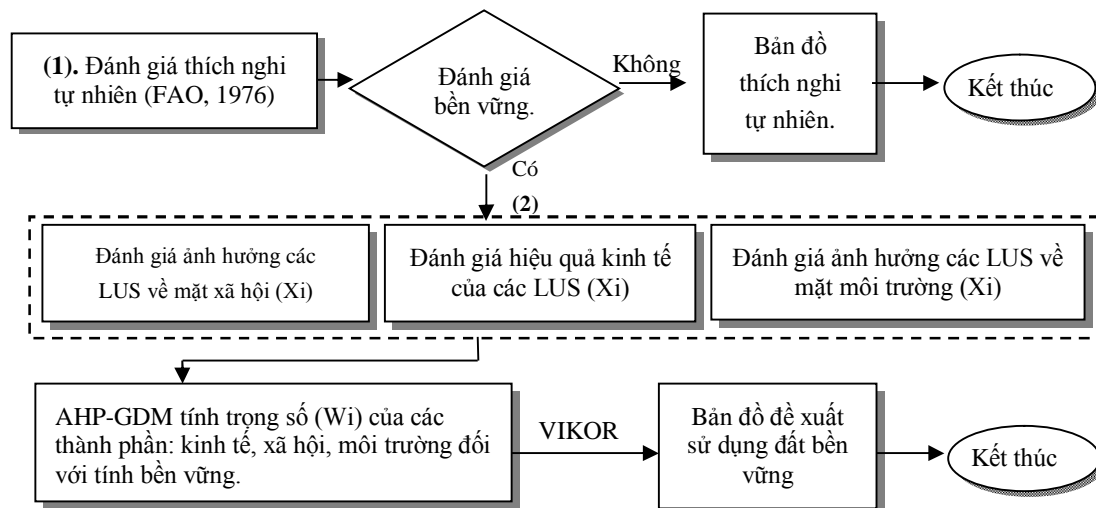 (1). Đánh giá thích nghi
tự nhiên (FAO, 1976)
Đánh giá
bền vững.
Không
Bản đồ
thích nghi
tự nhiên.
Kết thúc
Có
(2)
Đánh giá ảnh hưởng các
LUS về mặt xã hội (Xi)
Đánh giá hiệu quả kinh tế
của các LUS (Xi)
Đánh giá ảnh hưởng các LUS về
mặt môi trường (Xi)
AHP-GDM tính trọng số (Wi) của các
thành phần: kinh tế, xã hội, môi trường đối
với tính bền vững.
VIKOR
Bản đồ đề xuất
sử dụng đất bền
vững
Kết thúc